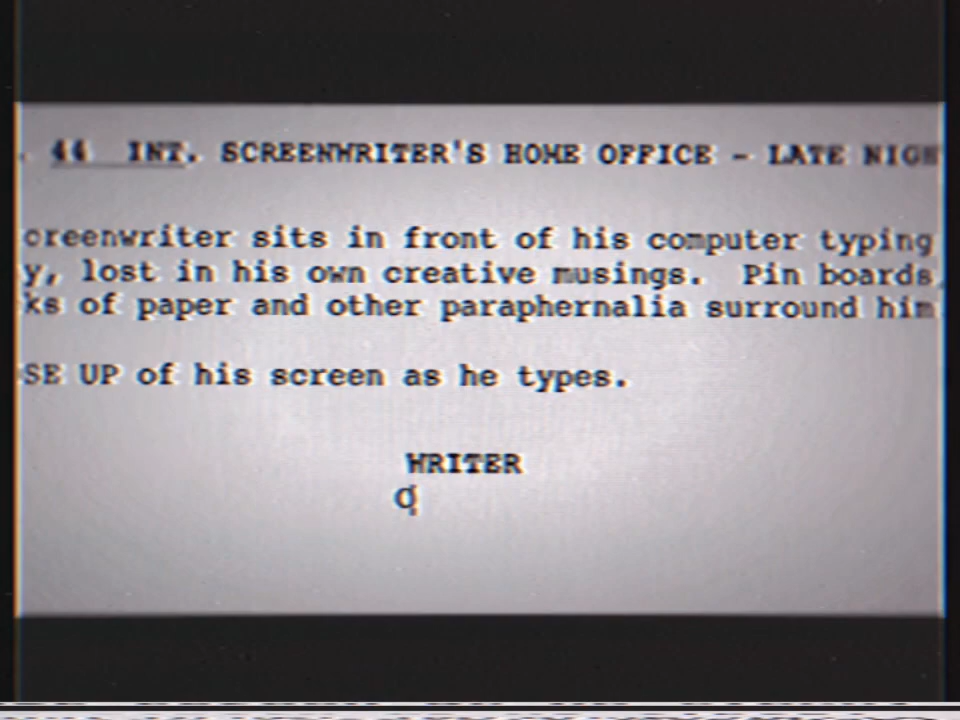 44 INT. SCREENWRITER'S HOME OFFICE - LATE NIGH
creenwriter sits in front of his computer typing
y, lost in his own creative musings. Pin boards,
ks of paper and other paraphernalia surround him
SE UP of his screen as he types.
WRITER
O